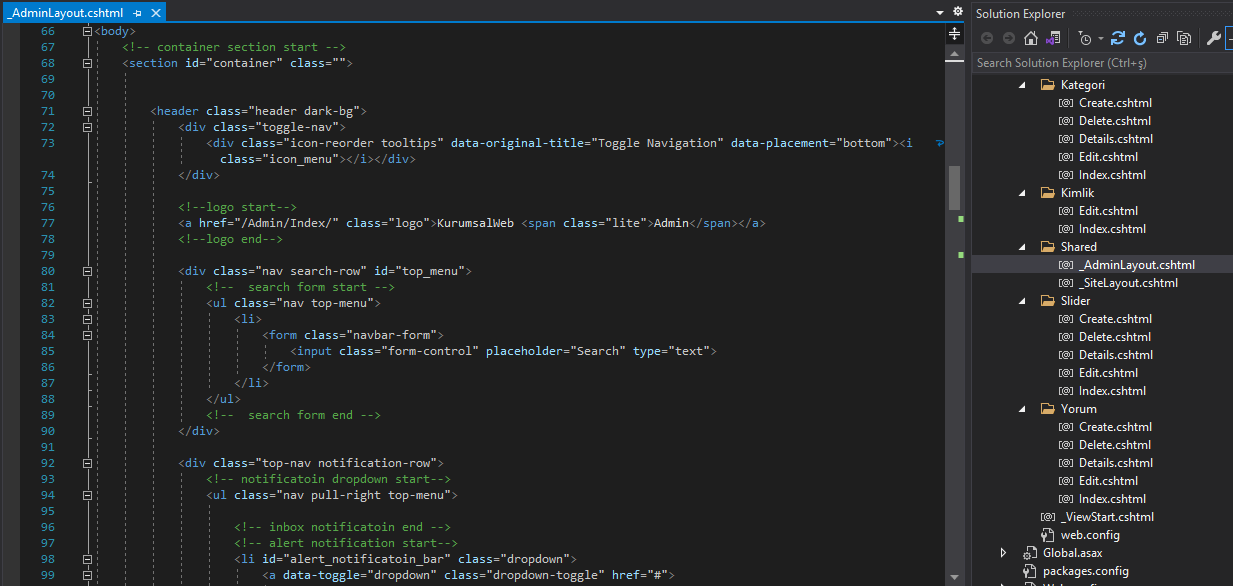 _AdminLayout.cshtml
66 <body>
67 <!-- container section start -->
68 <section id="container" class="">
69
70
71 <header class="header dark-bg">
72 <div class="toggle-nav">
73 <div class="icon-reorder tooltips" data-original-title="Toggle Navigation" data-placement="bottom"><i
class="icon_menu"></i></div>
74 </div>
75
76 <!--logo start-->
77 <a href="/Admin/Index/" class="logo">KurumsalWeb <span class="lite">Admin</span></a>
78 <!--logo end-->
79
80 <div class="nav search-row" id="top_menu">
81 <!--  search form start -->
82 <ul class="nav top-menu">
83 <li>
84 <form class="navbar-form">
85 <input class="form-control" placeholder="Search" type="text">
86 </form>
87 </li>
88 </ul>
89 <!--  search form end -->
90 </div>
91
92 <div class="top-nav notification-row">
93 <!-- notificatoin dropdown start-->
94 <ul class="nav pull-right top-menu">
95
96 <!-- inbox notificatoin end -->
97 <!-- alert notification start-->
98 <li id="alert_notificatoin_bar" class="dropdown">
99 <a data-toggle="dropdown" class="dropdown-toggle" href="#">
Solution Explorer
Search Solution Explorer (Ctrl+ş)
Kategori
Create.cshtml
Delete.cshtml
Details.cshtml
Edit.cshtml
Index.cshtml
Kimlik
Edit.cshtml
Index.cshtml
Shared
_AdminLayout.cshtml
_SiteLayout.cshtml
Slider
Create.cshtml
Delete.cshtml
Details.cshtml
Edit.cshtml
Index.cshtml
Yorum
Create.cshtml
Delete.cshtml
Details.cshtml
Edit.cshtml
Index.cshtml
_ViewStart.cshtml
web.config
Global.asax
packages.config